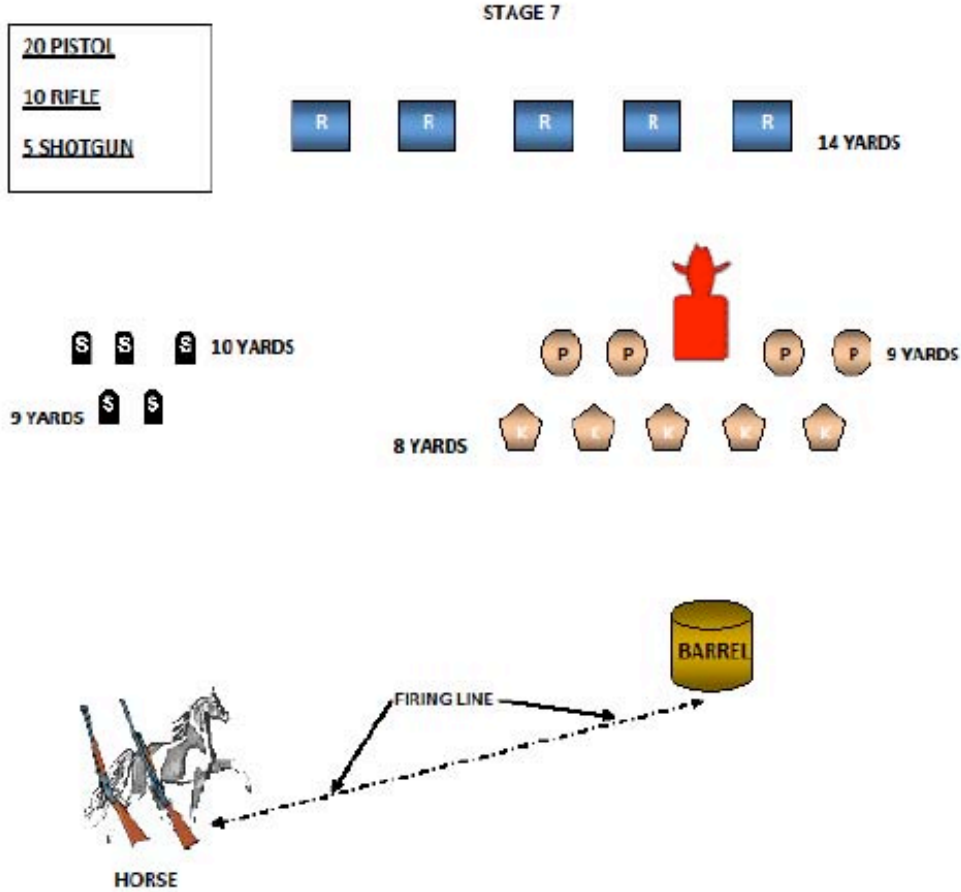 STAGE 7
20 PISTOL
10 RIFLE
5 SHOTGUN
R R R R R
14 YARDS
S S S
10 YARDS
P P P P
9 YARDS
9 YARDS
S S
8 YARDS
K K K K K
BARREL
FIRING LINE
HORSE